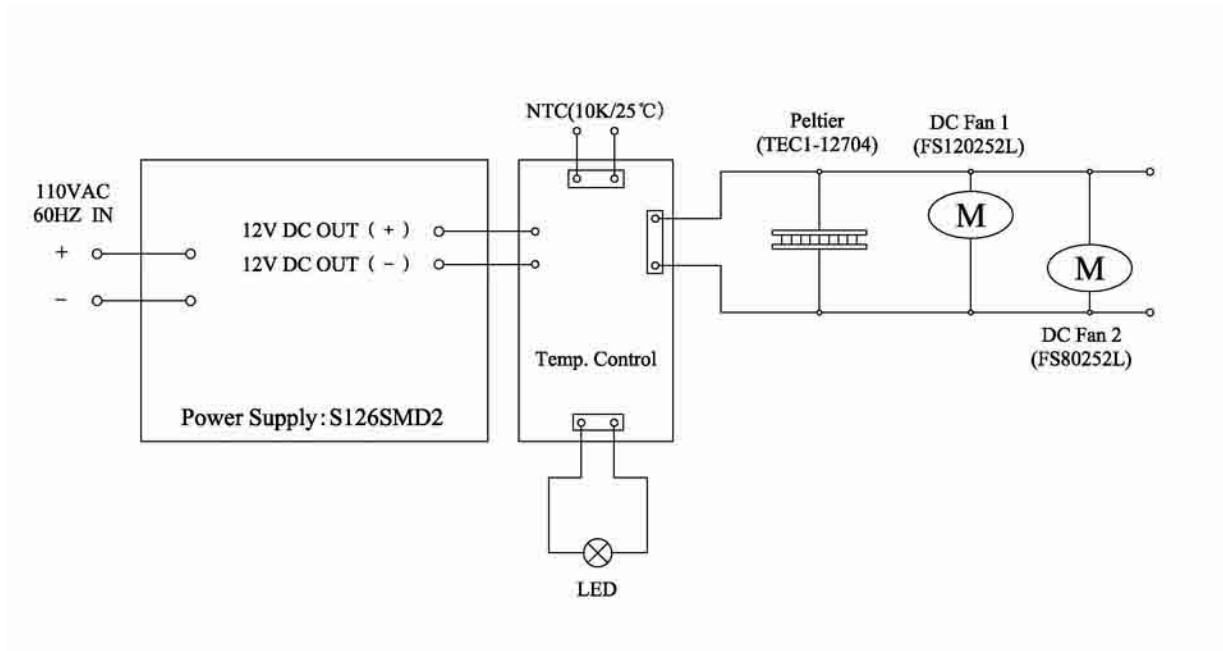 NTC(10K/25℃)
Peltier
(TEC1-12704)
DC Fan 1
(FS120252L)
110VAC
60HZ IN
+
−
12V DC OUT ( + )
12V DC OUT ( − )
M
M
Temp. Control
DC Fan 2
(FS80252L)
Power Supply: S126SMD2
LED